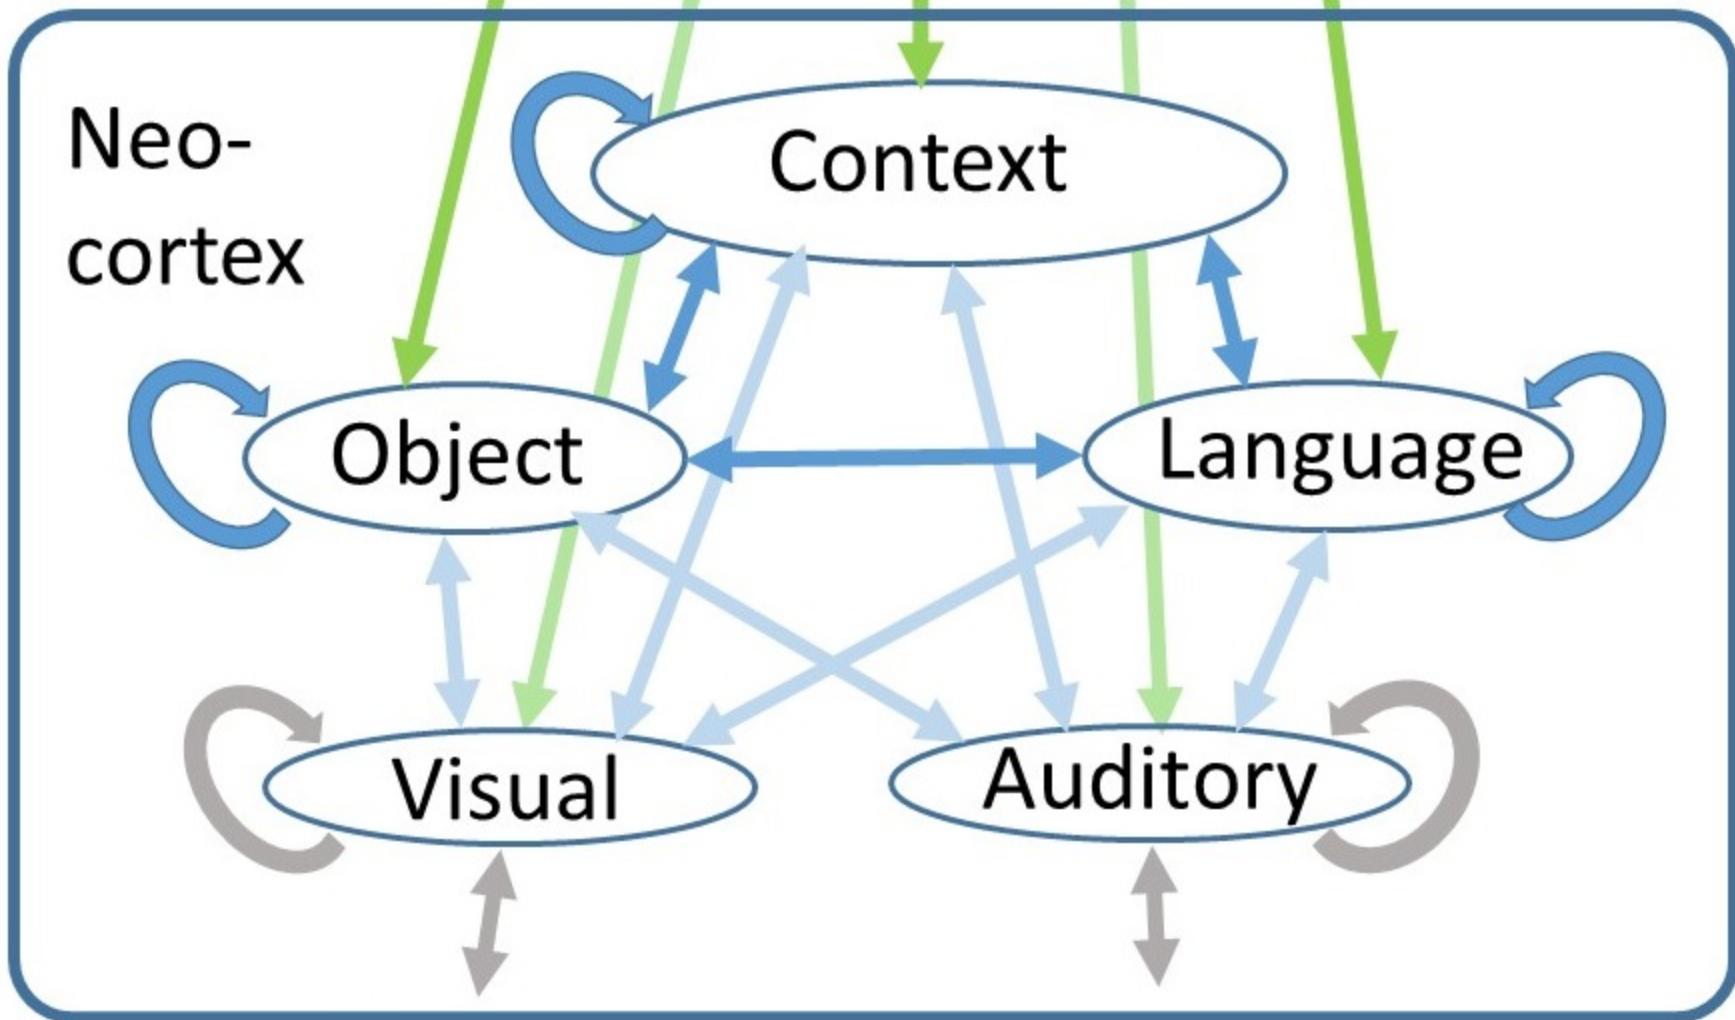 Neo-
cortex
Context
Object
Language
Visual
Auditory